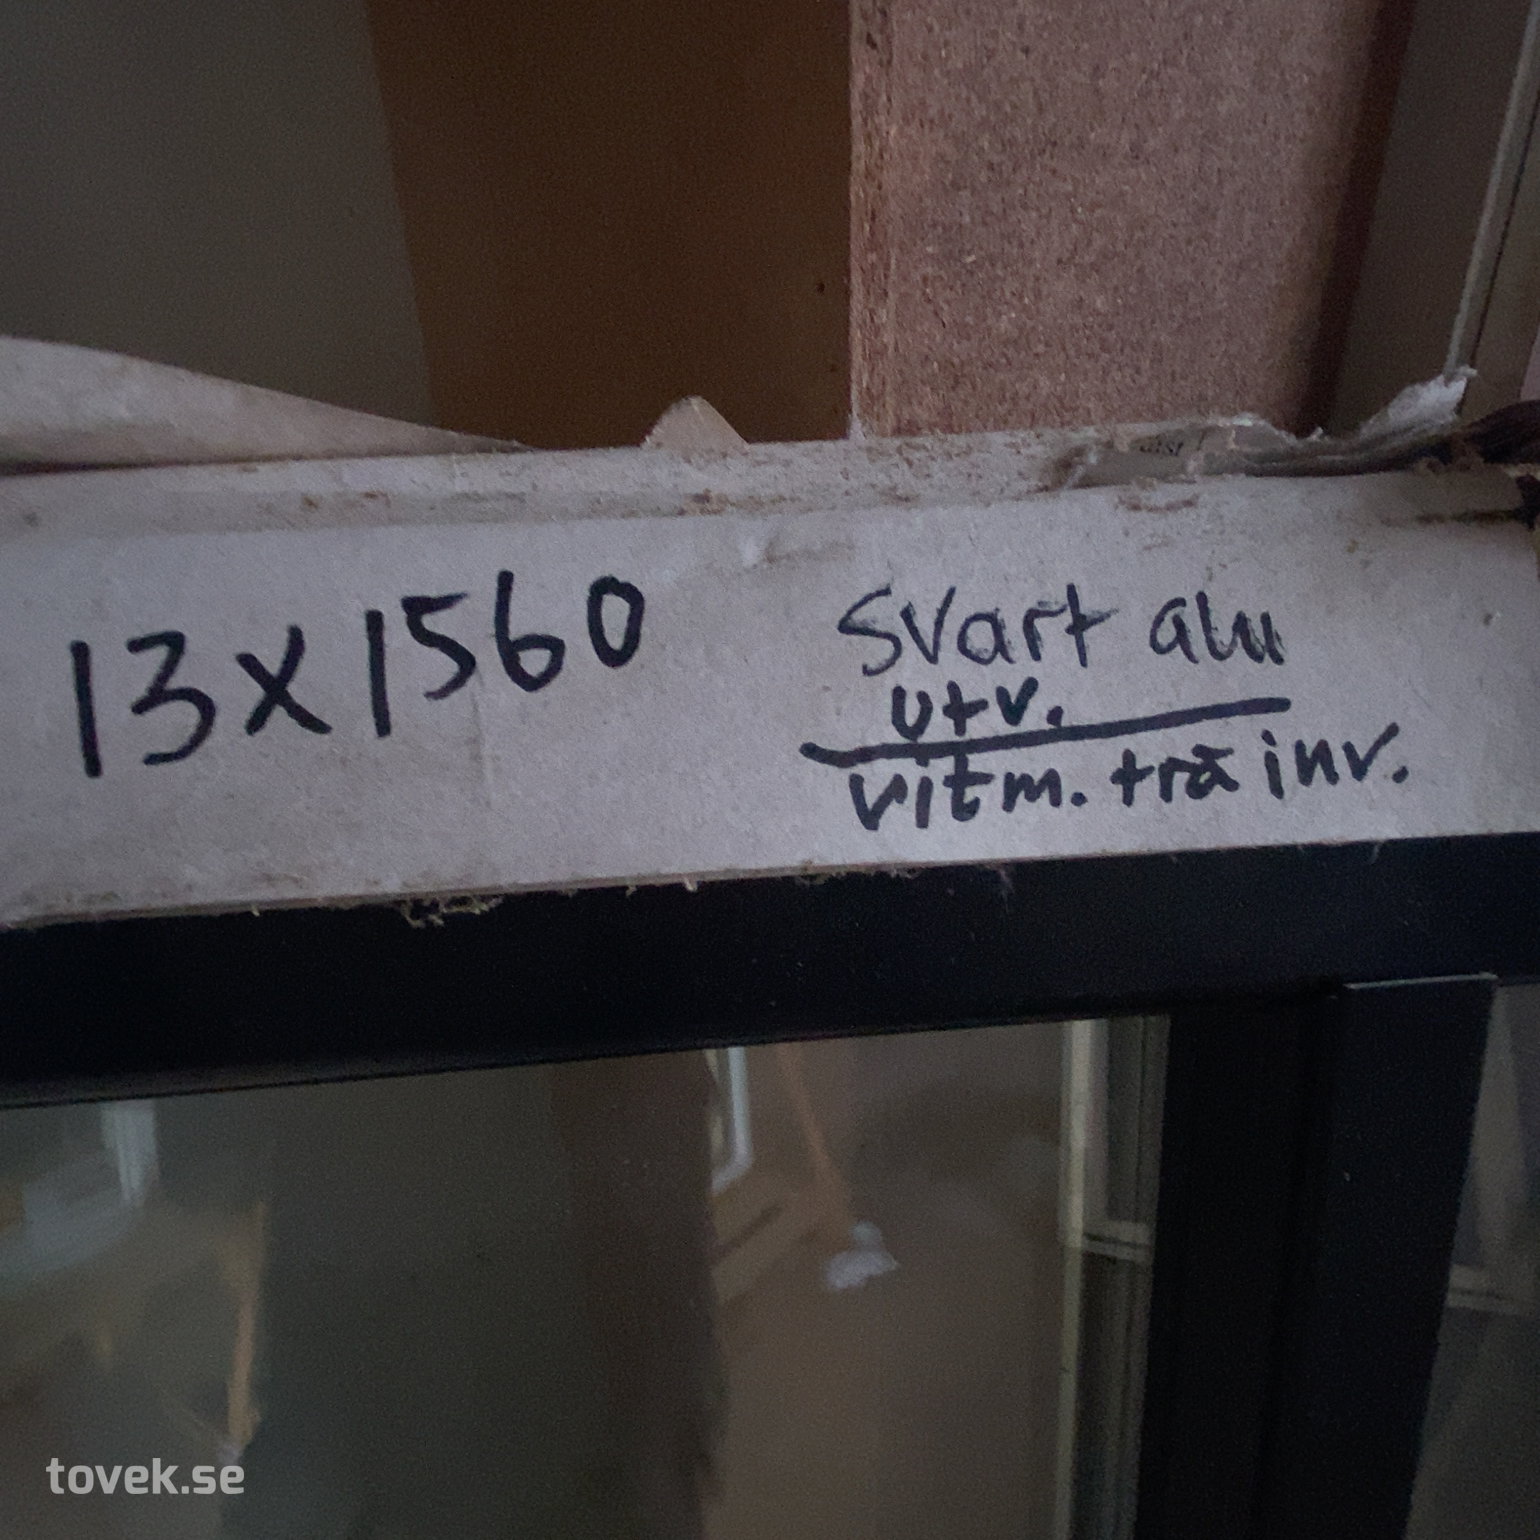 13x1560
svart alu
utv.
vitm. trä inv.
tovek.se